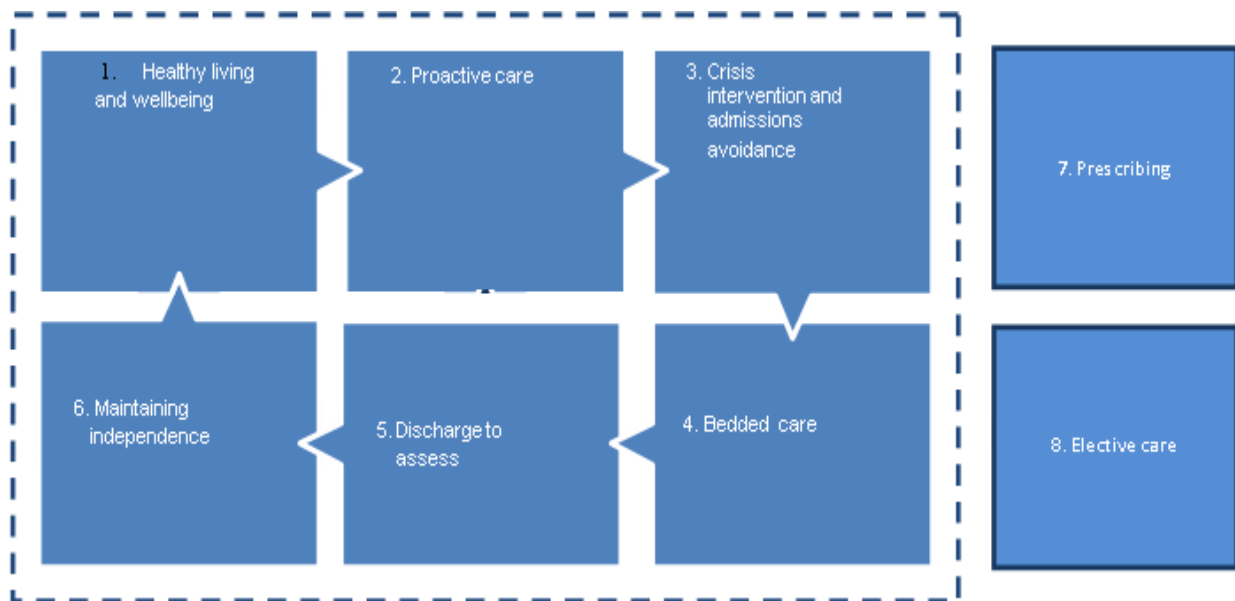 1. Healthy living
and wellbeing
2. Proactive care
3. Crisis
intervention and
admissions
avoidance
7. Prescribing
6. Maintaining
independence
5. Discharge to
assess
4. Bedded care
8. Elective care